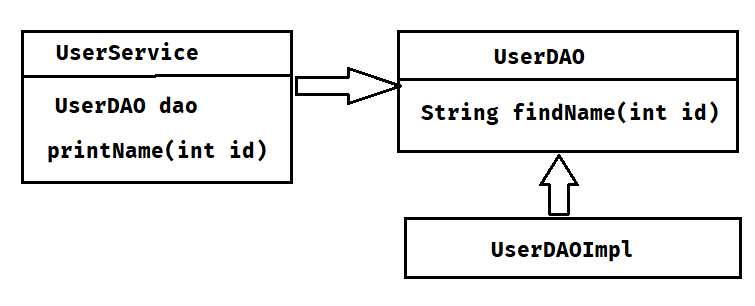 UserService
UserDAO dao
printName(int id)
UserDAO
String findName(int id)
UserDAOImpl